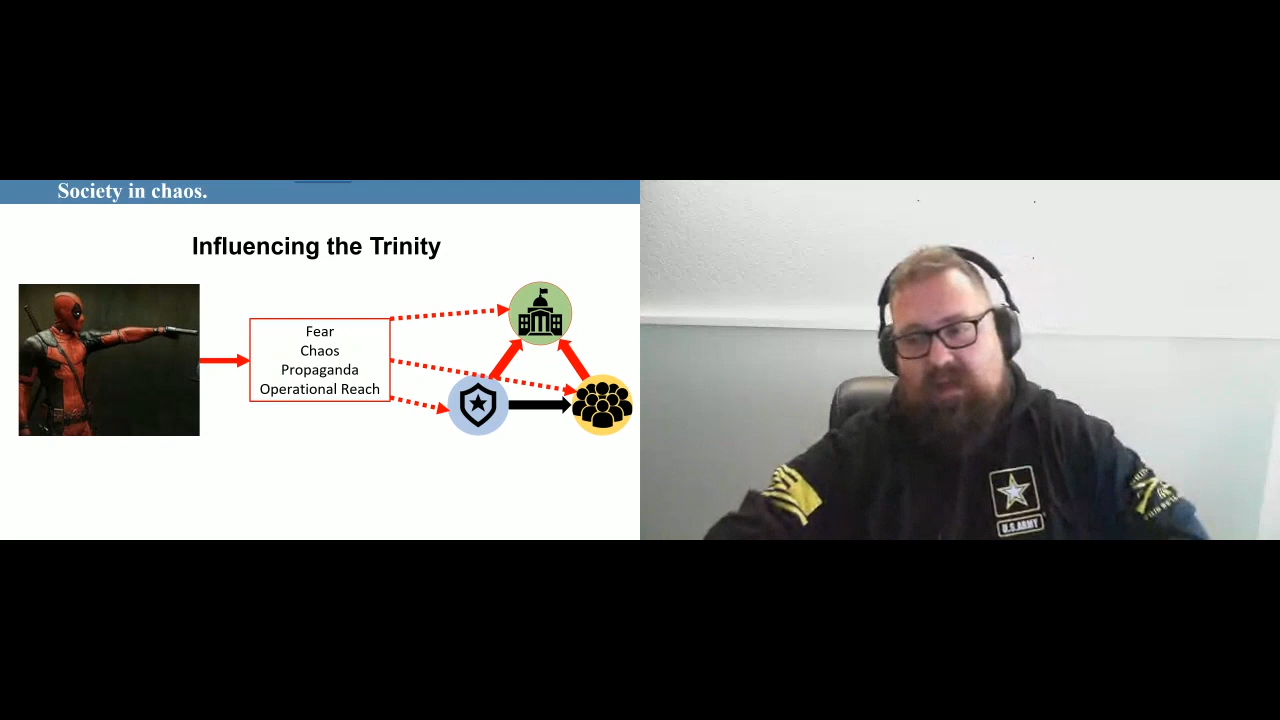 Society in chaos.
Influencing the Trinity
Fear
Chaos
Propaganda
Operational Reach
U.S.ARMY